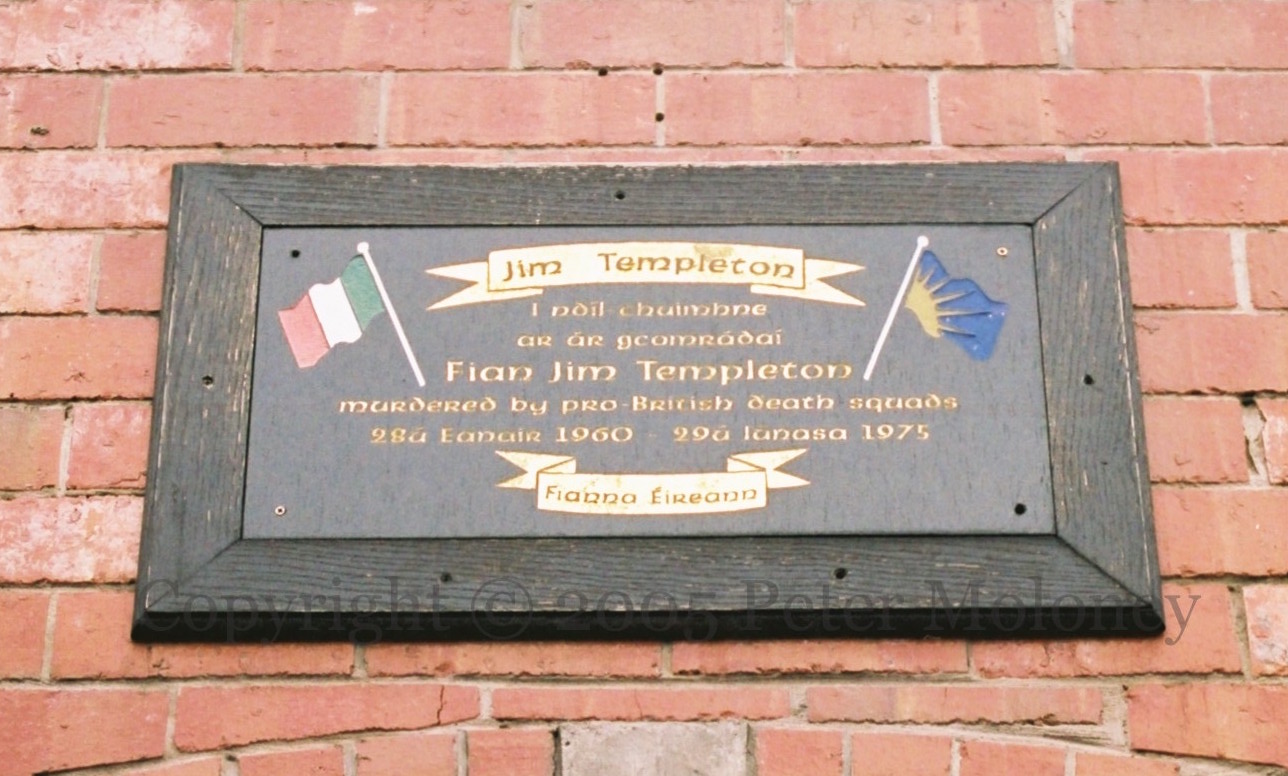 Jim Templeton
I nDíl chuimhne
ar ár gcomrádaí
Fian Jim Templeton
murdered by pro-British death squads
28ú Eanair 1960 - 29ú Iúnasa 1975
Fianna Éireann
Copyright © 2005 Peter Moloney